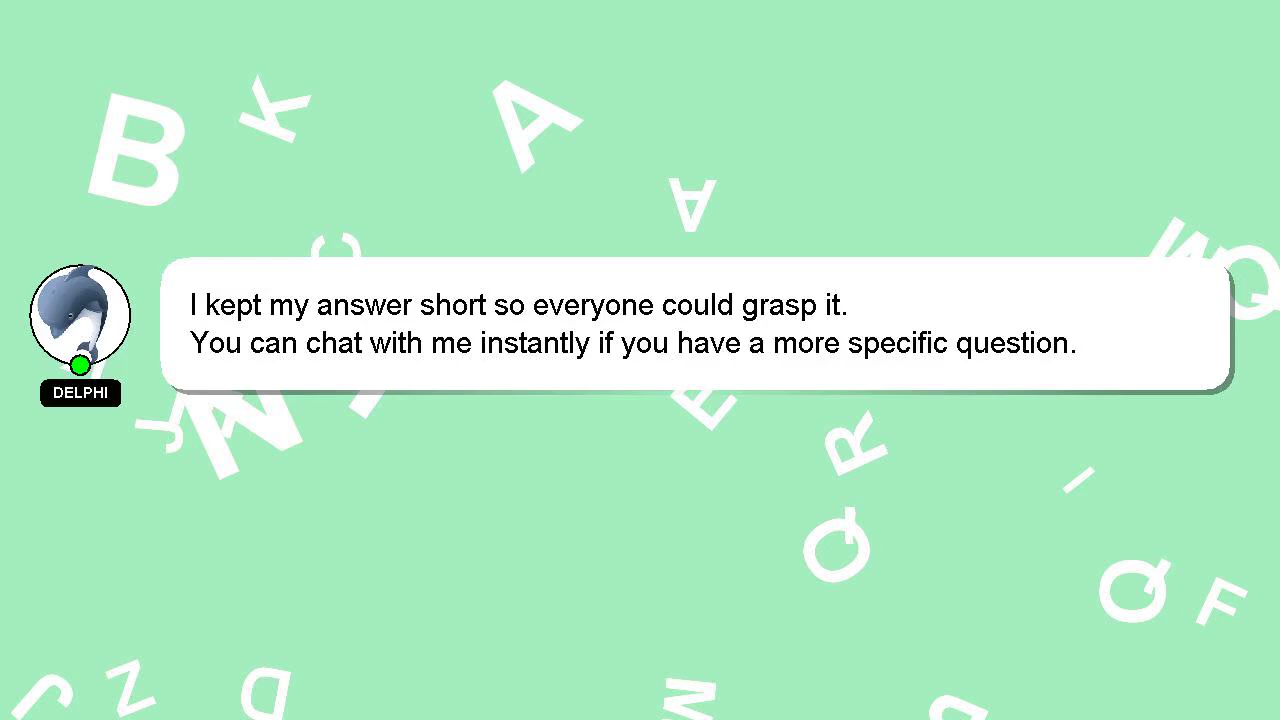 B K A
A
C M Q
I kept my answer short so everyone could grasp it.
You can chat with me instantly if you have a more specific question.
DELPHI
J A N E
R
I
Q
Q F
J Z D M